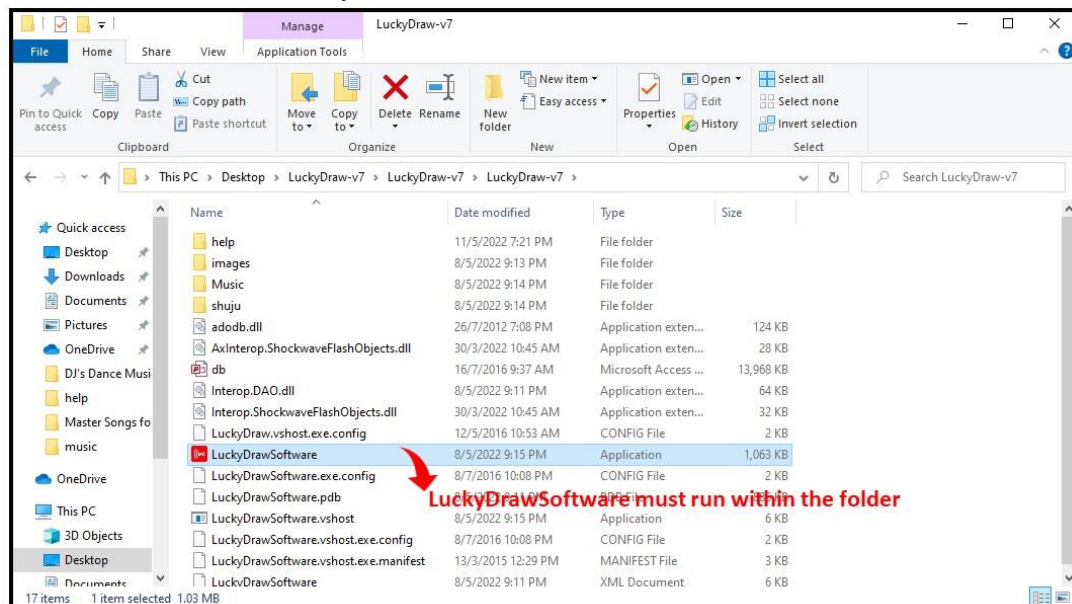 Manage LuckyDraw-v7
File Home Share View Application Tools
Pin to Quick access
Copy
Paste
Cut
Copy path
Paste shortcut
Clipboard
Move to
Copy to
Delete
Rename
Organize
New folder
New item
Easy access
New
Properties
Open
Edit
History
Open
Select all
Select none
Invert selection
Select
This PC > Desktop > LuckyDraw-v7 > LuckyDraw-v7 > LuckyDraw-v7 >
Search LuckyDraw-v7
Quick access
Desktop
Downloads
Documents
Pictures
OneDrive
DJ's Dance Musi
help
Master Songs fo
music
OneDrive
This PC
3D Objects
Desktop
Documents
Name Date modified Type Size
help 11/5/2022 7:21 PM File folder
images 8/5/2022 9:13 PM File folder
Music 8/5/2022 9:14 PM File folder
shuju 8/5/2022 9:14 PM File folder
adodb.dll 26/7/2012 7:08 PM Application exten... 124 KB
AxInterop.ShockwaveFlashObjects.dll 30/3/2022 10:45 AM Application exten... 28 KB
db 16/7/2016 9:37 AM Microsoft Access ... 13,968 KB
Interop.DAO.dll 8/5/2022 9:11 PM Application exten... 64 KB
Interop.ShockwaveFlashObjects.dll 30/3/2022 10:45 AM Application exten... 32 KB
LuckyDraw.vshost.exe.config 12/5/2016 10:53 AM CONFIG File 2 KB
LuckyDrawSoftware 8/5/2022 9:15 PM Application 1,063 KB
LuckyDrawSoftware.exe.config 8/7/2016 10:08 PM CONFIG File 2 KB
LuckyDrawSoftware.pdb
LuckyDrawSoftware must run within the folder
LuckyDrawSoftware.vshost 8/5/2022 9:15 PM Application 6 KB
LuckyDrawSoftware.vshost.exe.config 8/7/2016 10:08 PM CONFIG File 2 KB
LuckyDrawSoftware.vshost.exe.manifest 13/3/2015 12:29 PM MANIFEST File 3 KB
LuckyDrawSoftware 8/5/2022 9:11 PM XML Document 6 KB
17 items 1 item selected 1.03 MB